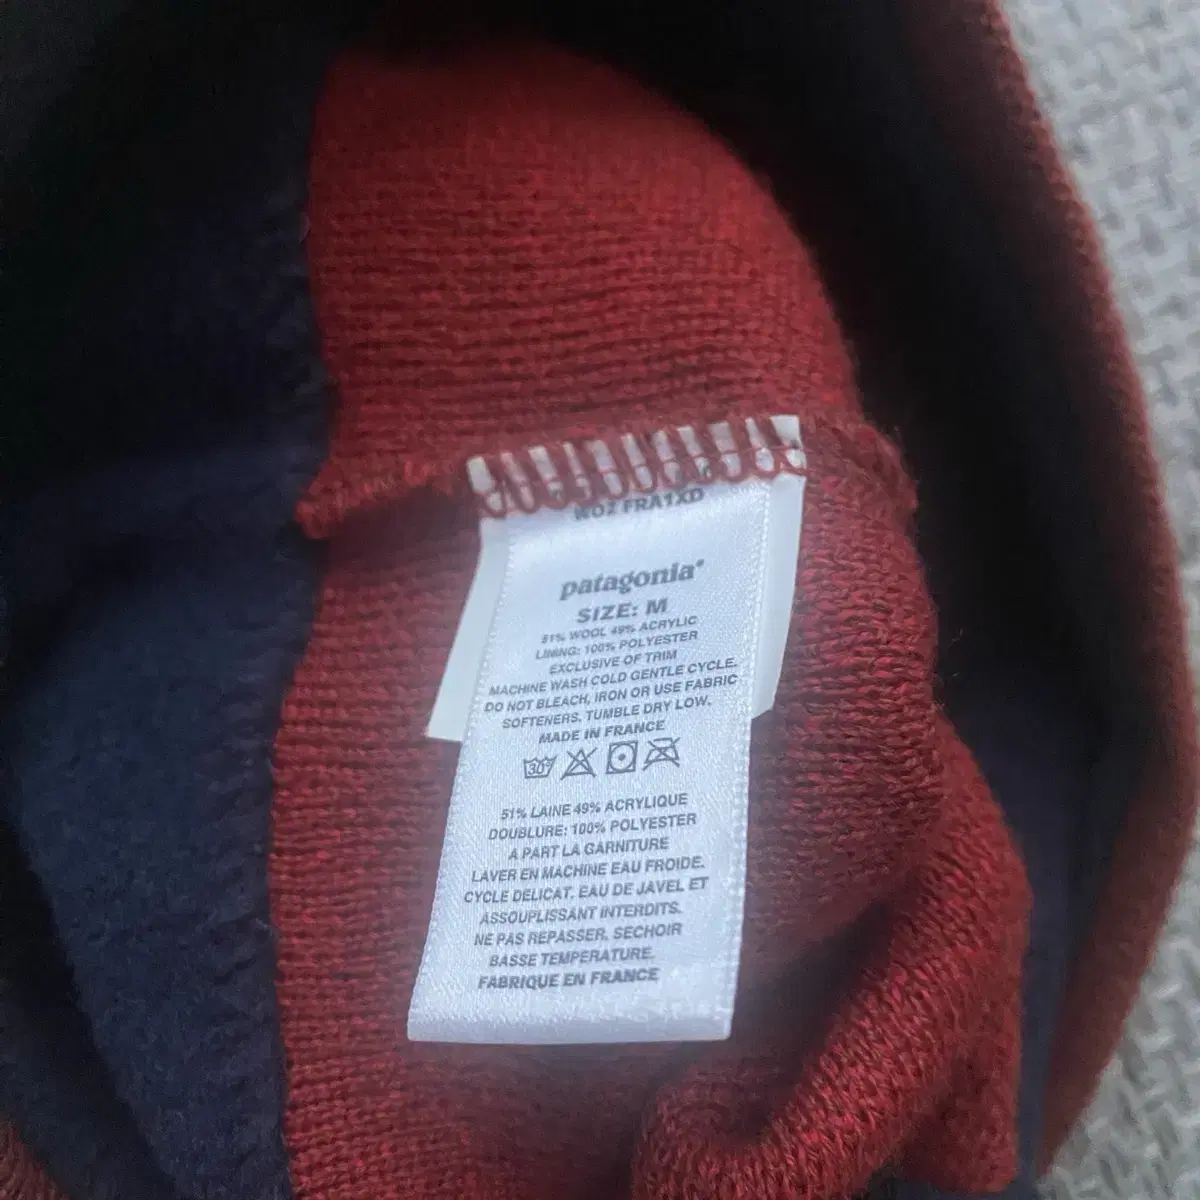 WO2 FRA1XD
patagonia®
SIZE: M
51% WOOL 49% ACRYLIC
LINING: 100% POLYESTER
EXCLUSIVE OF TRIM
MACHINE WASH COLD GENTLE CYCLE.
DO NOT BLEACH, IRON OR USE FABRIC
SOFTENERS. TUMBLE DRY LOW.
MADE IN FRANCE
30°
51% LAINE 49% ACRYLIQUE
DOUBLURE: 100% POLYESTER
A PART LA GARNITURE
LAVER EN MACHINE EAU FROIDE.
CYCLE DELICAT. EAU DE JAVEL ET
ASSOUPLISSANT INTERDITS.
NE PAS REPASSER, SECHOIR
BASSE TEMPERATURE.
FABRIQUE EN FRANCE